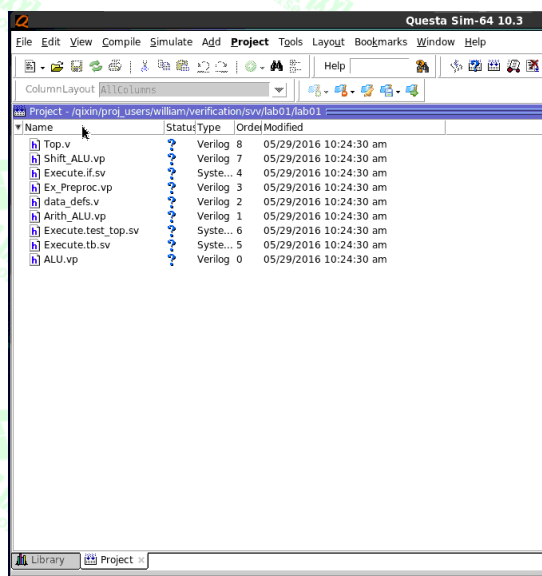 Questa Sim-64 10.3
File Edit View Compile Simulate Add Project Tools Layout Bookmarks Window Help
Help
ColumnLayout AllColumns
Project - /qixin/proj_users/william/verification/svv/lab01/lab01
Name Status Type Order Modified
Top.v ? Verilog 8 05/29/2016 10:24:30 am
Shift_ALU.vp ? Verilog 7 05/29/2016 10:24:30 am
Execute.if.sv ? Syste... 4 05/29/2016 10:24:30 am
Ex_Preproc.vp ? Verilog 3 05/29/2016 10:24:30 am
data_defs.v ? Verilog 2 05/29/2016 10:24:30 am
Arith_ALU.vp ? Verilog 1 05/29/2016 10:24:30 am
Execute.test_top.sv ? Syste... 6 05/29/2016 10:24:30 am
Execute.tb.sv ? Syste... 5 05/29/2016 10:24:30 am
ALU.vp ? Verilog 0 05/29/2016 10:24:30 am
Library Project